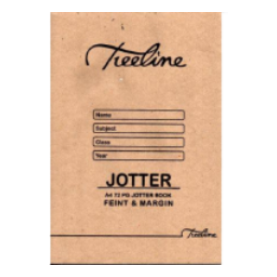 Treeline
Name
Subject
Class
Year
JOTTER
A4 72 PG JOTTER BOOK
FEINT & MARGIN
Treeline